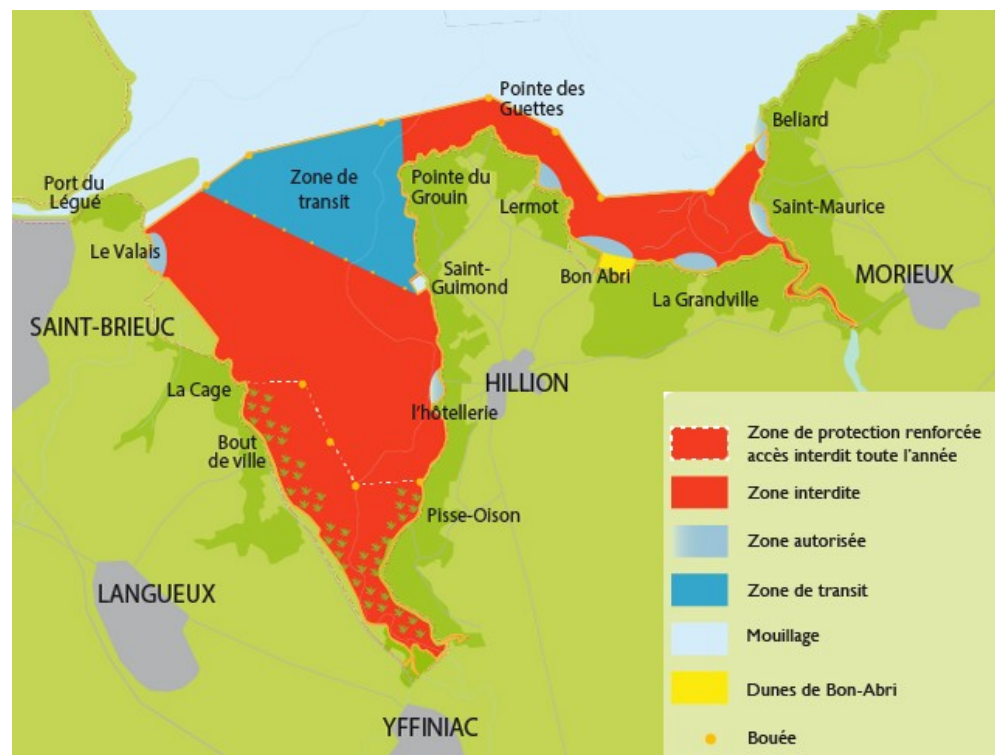 Pointe des
Guettes
Beliard
Port du
Légué
Zone de
transit
Pointe du
Grouin
Lermot
Saint-Maurice
Le Valais
Saint-
Guimond
Bon Abri
La Grandville
MORIEUX
SAINT-BRIEUC
La Cage
HILLION
l'hôtellerie
Bout
de ville
Pisse-Oison
LANGUEUX
YFFINIAC
Zone de protection renforcée
accès interdit toute l'année
Zone interdite
Zone autorisée
Zone de transit
Mouillage
Dunes de Bon-Abri
Bouée